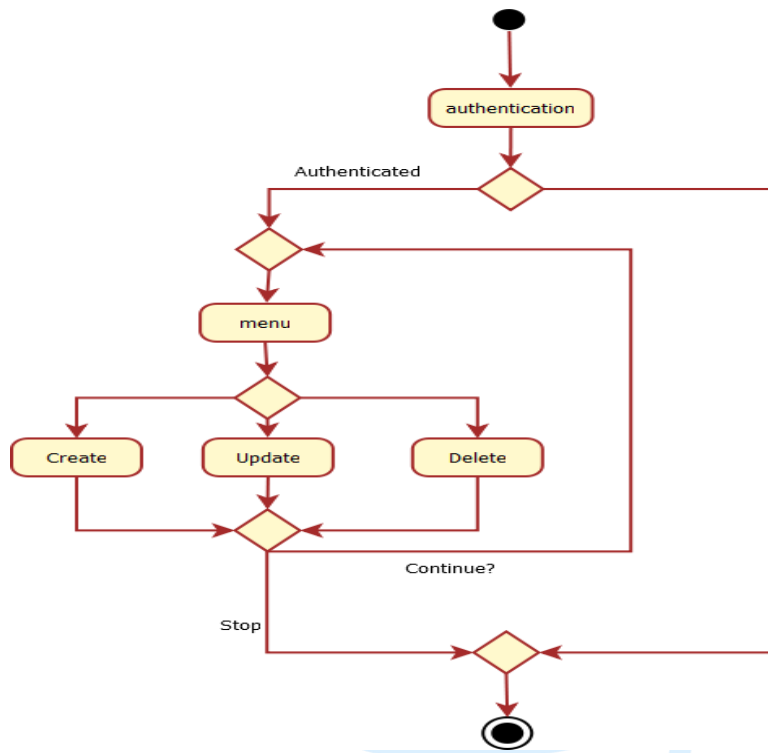 authentication
Authenticated
menu
Create
Update
Delete
Continue?
Stop